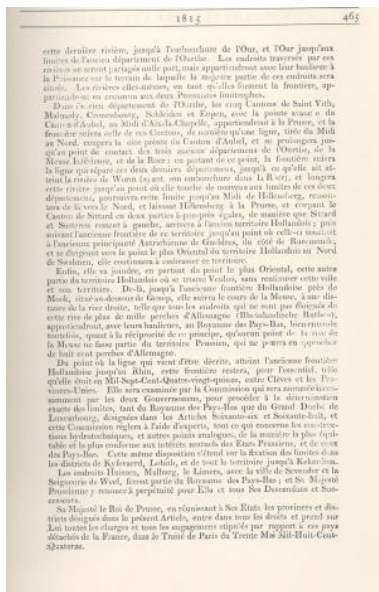 1815 465
cette dernière rivière, jusqu'à l'embouchure de l'Our, et l'Our jusqu'aux
limites de l'ancien département de l'Ourthe. Les endroits traversés par ces
rivières ne seront partagés nulle part, mais appartiendront avec leur banlieue à
la Puissance sur le terrain de laquelle la majeure partie de ces endroits sera
située. Les rivières elles-mêmes, en tant qu'elles forment la frontière, ap-
partiendront en commun aux deux Puissances limitrophes.
Dans l'ancien département de l'Ourthe, les cinq Cantons de Saint Vith,
Malmedy, Cronenbourg, Schleiden et Eupen, avec la pointe avancée du
Canton d'Aubel, au Midi d'Aix-la-Chapelle, appartiendront à la Prusse, et la
frontière suivra celle de ces Cantons, de manière qu'une ligne, tirée du Midi
au Nord, coupera la dite pointe du Canton d'Aubel, et se prolongera jus-
qu'au point de contact des trois anciens départemens de l'Ourthe, de la
Meuse Inférieure, et de la Roer; en partant de ce point, la frontière suivra
la ligne qui sépare ces deux derniers départemens, jusqu'à ce qu'elle ait at-
teint la rivière de Worm (ayant son embouchure dans la Roer), et longera
cette rivière jusqu'au point où elle touche de nouveau aux limites de ces deux
départemens, poursuivra cette limite jusqu'au Midi de Hillensberg, remon-
tera de là vers le Nord, et laissant Hillensberg à la Prusse, et coupant le
Canton de Sittard en deux parties à-peu-près égales, de manière que Sittard
et Susteren restent à gauche, arrivera à l'ancien territoire Hollandois; puis
suivant l'ancienne frontière de ce territoire jusqu'au point où celle-ci touchoit
à l'ancienne principauté Autrichienne de Gueldres, du côté de Ruremonde,
et se dirigeant vers le point le plus Oriental du territoire Hollandois au Nord
de Swalmen, elle continuera à embrasser ce territoire.
Enfin, elle va joindre, en partant du point le plus Oriental, cette autre
partie du territoire Hollandois où se trouve Venloo, sans renfermer cette ville
et son territoire. De-là, jusqu'à l'ancienne frontière Hollandoise près de
Mook, situé au-dessous de Genep, elle suivra le cours de la Meuse, à une dis-
tance de la rive droite, telle que tous les endroits qui ne sont pas éloignés de
cette rive de plus de mille perches d'Allemagne (Rheinlandische Ruthen),
appartiendront, avec leurs banlieues, au Royaume des Pays-Bas, bien entendu
toutefois, quant à la réciprocité de ce principe, qu'aucun point de la rive de
la Meuse ne fasse partie du territoire Prussien, qui ne pourra en approcher
de huit cent perches d'Allemagne.
Du point où la ligne qui vient d'être décrite, atteint l'ancienne frontière
Hollandoise jusqu'au Rhin, cette frontière restera, pour l'essentiel, telle
qu'elle étoit en Mil-Sept-Cent-Quatre-vingt-quinze, entre Clèves et les Pro-
vinces-Unies. Elle sera examinée par la Commission qui sera nommée inces-
samment par les deux Gouvernemens, pour procéder à la détermination
exacte des limites, tant du Royaume des Pays-Bas que du Grand Duché de
Luxembourg, désignées dans les Articles Soixante-six et Soixante-huit, et
cette Commission réglera à l'aide d'experts, tout ce qui concerne les construc-
tions hydrotechniques, et autres points analogues, de la manière la plus équi-
table et la plus conforme aux intérêts mutuels des Etats Prussiens, et de ceux
des Pays-Bas. Cette même disposition s'étend sur la fixation des limites dans
les districts de Kyfwaerd, Lobith, et de tout le territoire jusqu'à Kekerdom.
Les endroits Huissen, Malburg, le Limers, avec la ville de Sevenaer et la
Seigneurie de Weel, feront partie du Royaume des Pays-Bas; et Sa Majesté
Prussienne y renonce à perpétuité pour Elle et tous Ses Descendans et Suc-
cesseurs.
Sa Majesté le Roi de Prusse, en réunissant à Ses Etats les provinces et dis-
tricts désignés dans le présent Article, entre dans tous les droits et prend sur
Lui toutes les charges et tous les engagemens stipulés par rapport à ces pays
détachés de la France, dans le Traité de Paris du Trente Mai Mil-Huit-Cent-
Quatorze.